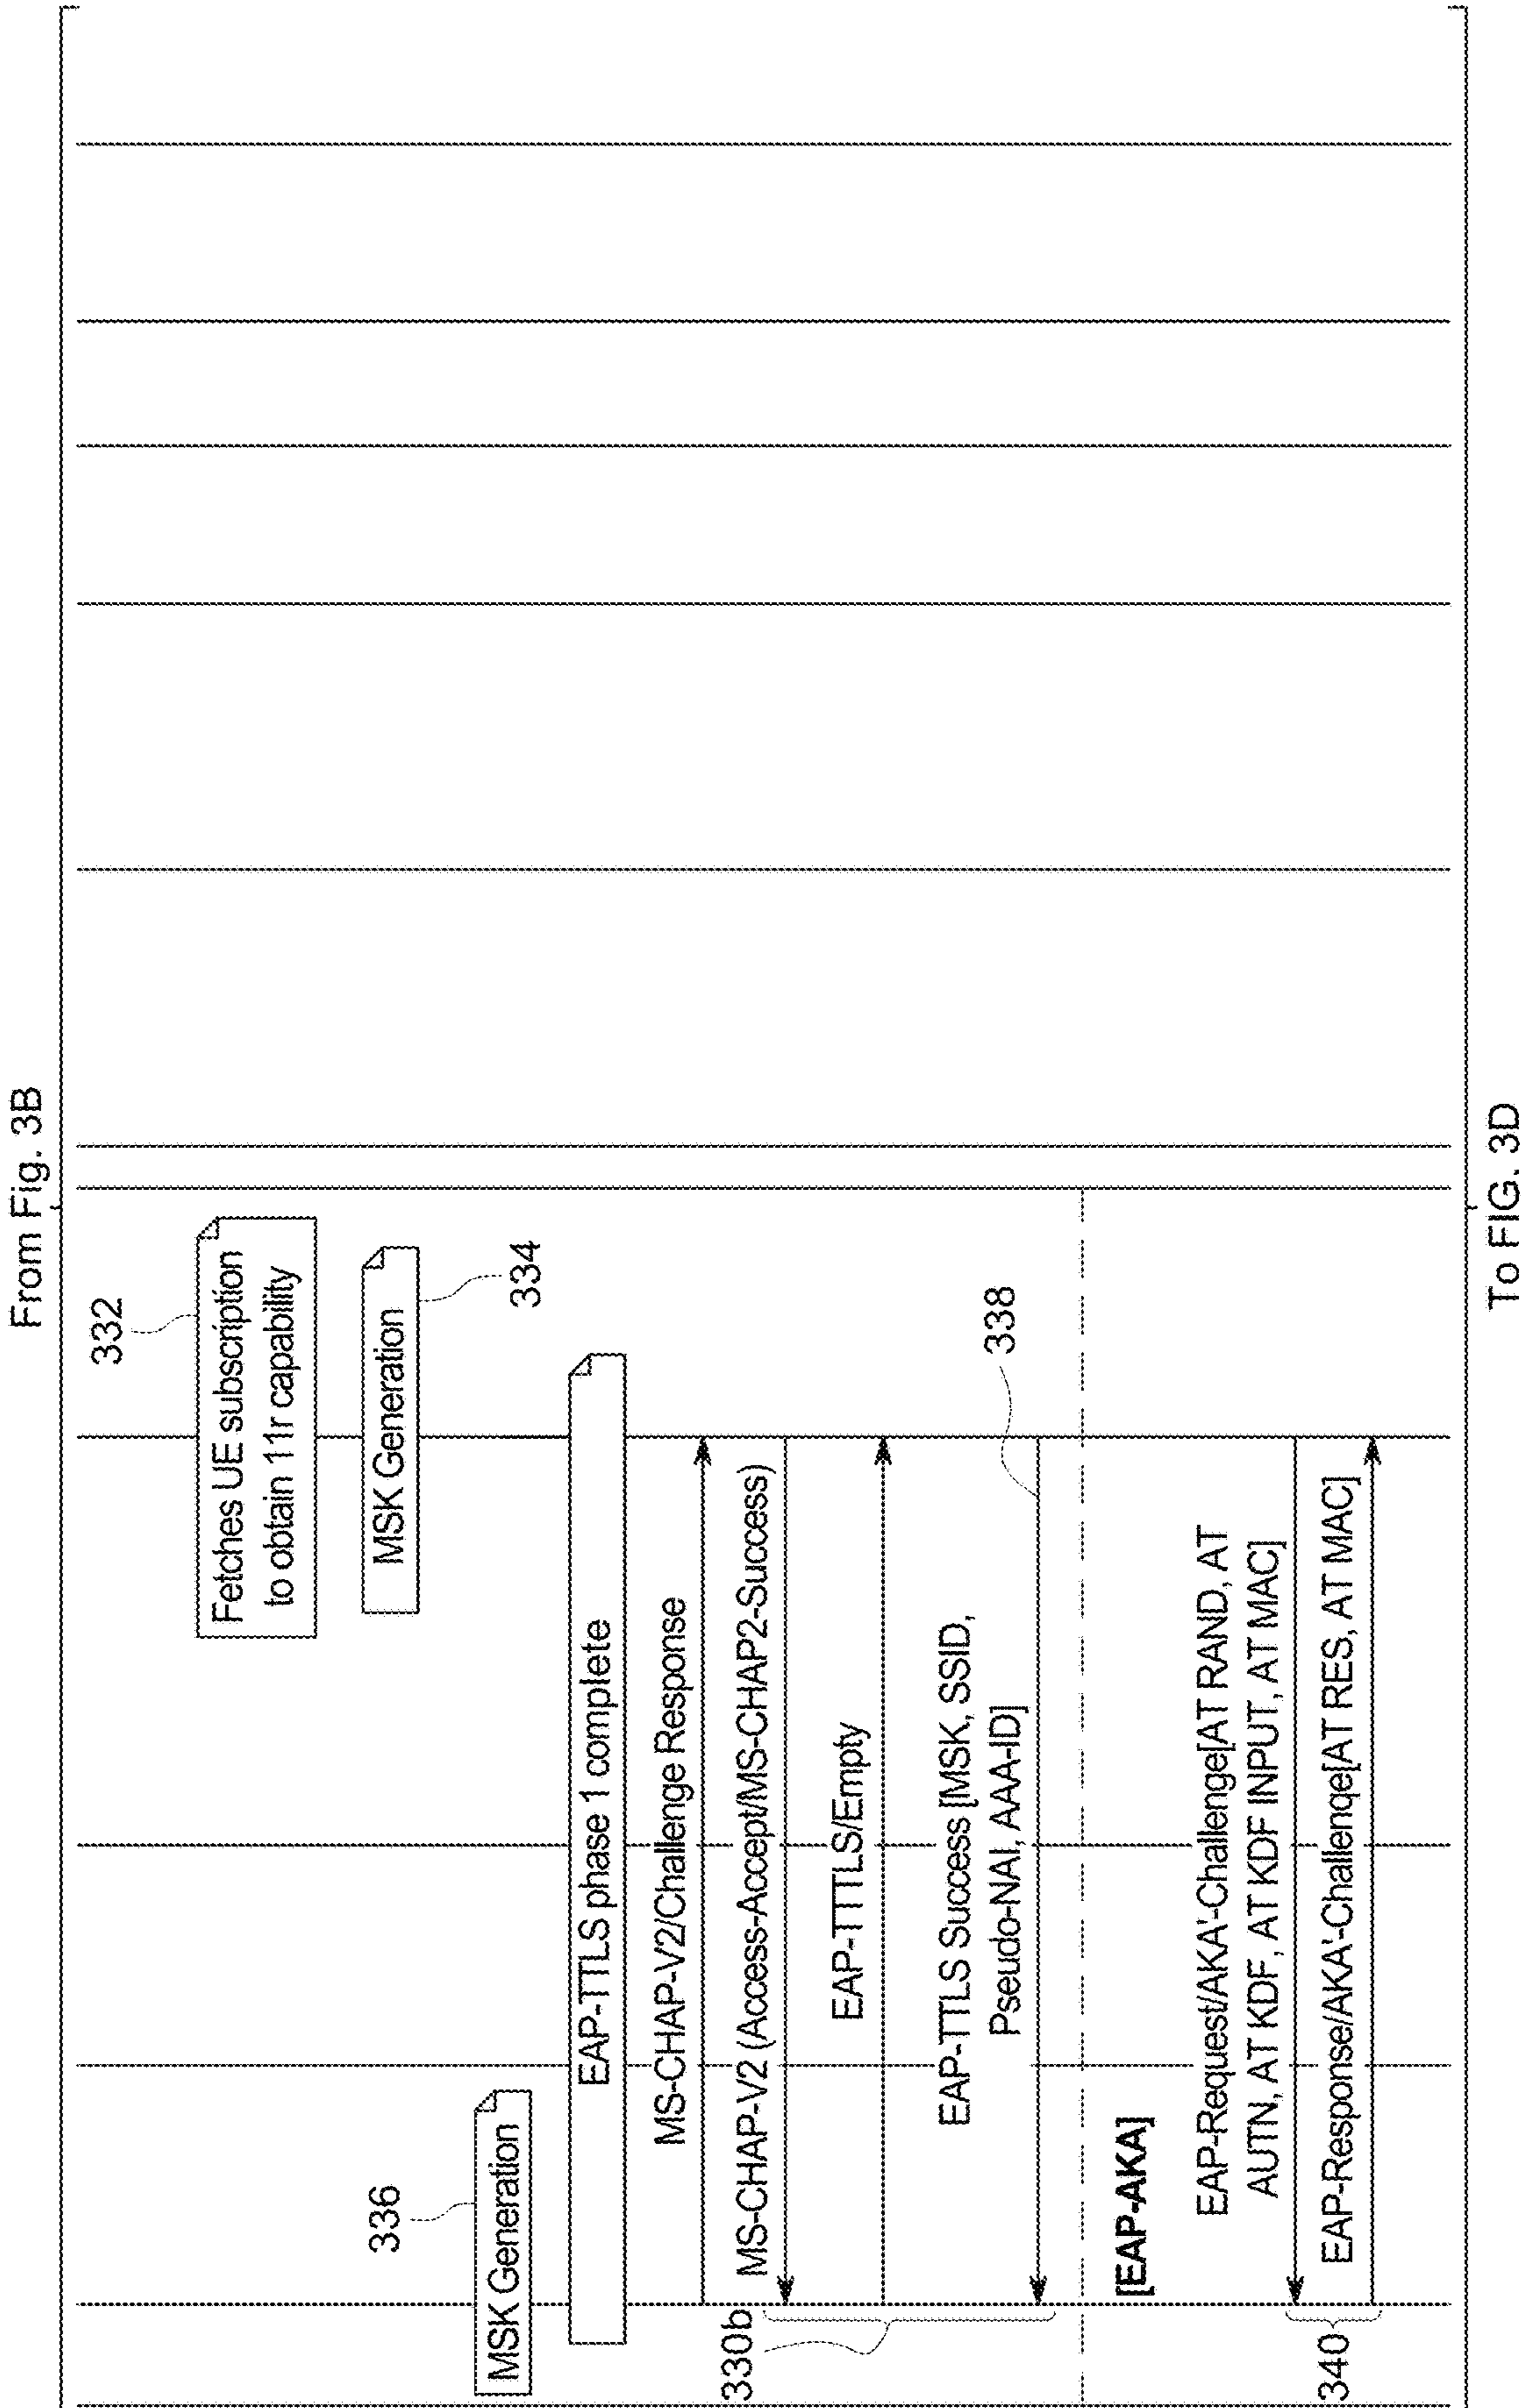 From Fig. 3B
332
Fetches UE subscription
to obtain 11r capability
MSK Generation
334
336
MSK Generation
EAP-TTLS phase 1 complete
MS-CHAP-V2/Challenge Response
330b
MS-CHAP-V2 (Access-Accept/MS-CHAP2-Success)
EAP-TTTLS/Empty
EAP-TTLS Success [MSK, SSID,
Pseudo-NAI, AAA-ID]
338
[EAP-AKA]
EAP-Request/AKA'-Challenge[AT RAND, AT
AUTN, AT KDF, AT KDF INPUT, AT MAC]
340
EAP-Response/AKA'-Challenge[AT RES, AT MAC]
To FIG. 3D